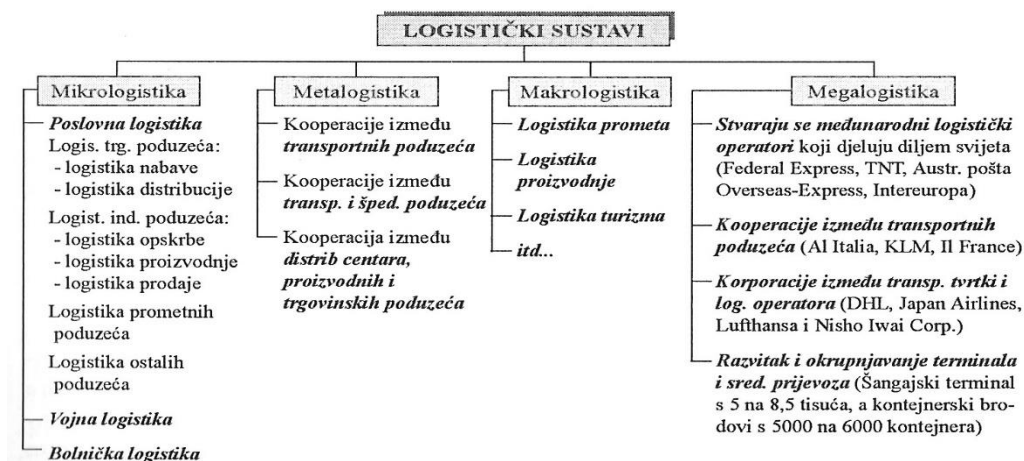 LOGISTIČKI SUSTAVI
Mikrologistika
Poslovna logistika
Logis. trg. poduzeća:
- logistika nabave
- logistika distribucije
Logist. ind. poduzeća:
- logistika opskrbe
- logistika proizvodnje
- logistika prodaje
Logistika prometnih
poduzeća
Logistika ostalih
poduzeća
Vojna logistika
Bolnička logistika
Metalogistika
Kooperacije između
transportnih poduzeća
Kooperacije između
transp. i šped. poduzeća
Kooperacija između
distrib centara,
proizvodnih i
trgovinskih poduzeća
Makrologistika
Logistika prometa
Logistika
proizvodnje
Logistika turizma
itd...
Megalogistika
Stvaraju se međunarodni logistički
operatori koji djeluju diljem svijeta
(Federal Express, TNT, Austr. pošta
Overseas-Express, Intereuropa)
Kooperacije između transportnih
poduzeća (Al Italia, KLM, Il France)
Korporacije između transp. tvrtki i
log. operatora (DHL, Japan Airlines,
Lufthansa i Nisho Iwai Corp.)
Razvitak i okrupnjavanje terminala
i sred. prijevoza (Šangajski terminal
s 5 na 8,5 tisuća, a kontejnerski bro-
dovi s 5000 na 6000 kontejnera)